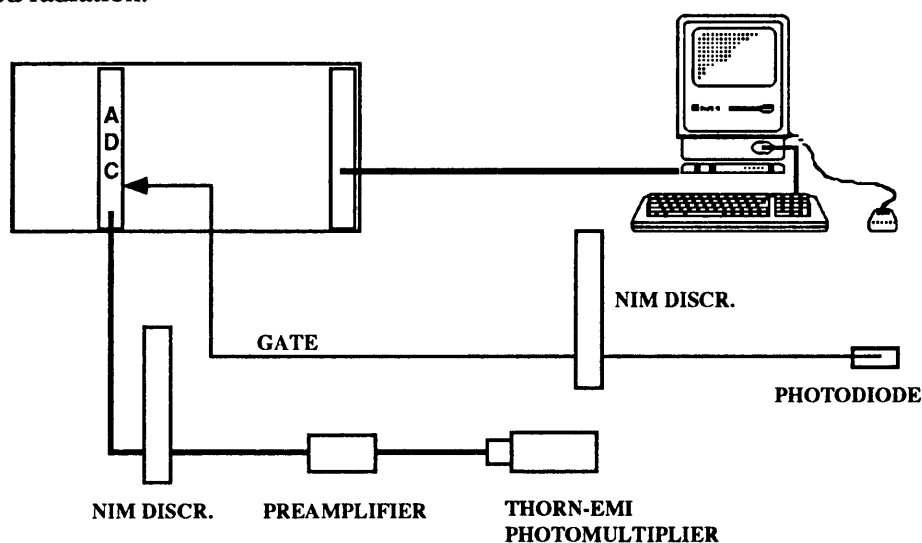 A
D
C
NIM DISCR.
GATE
PHOTODIODE
NIM DISCR.
PREAMPLIFIER
THORN-EMI
PHOTOMULTIPLIER